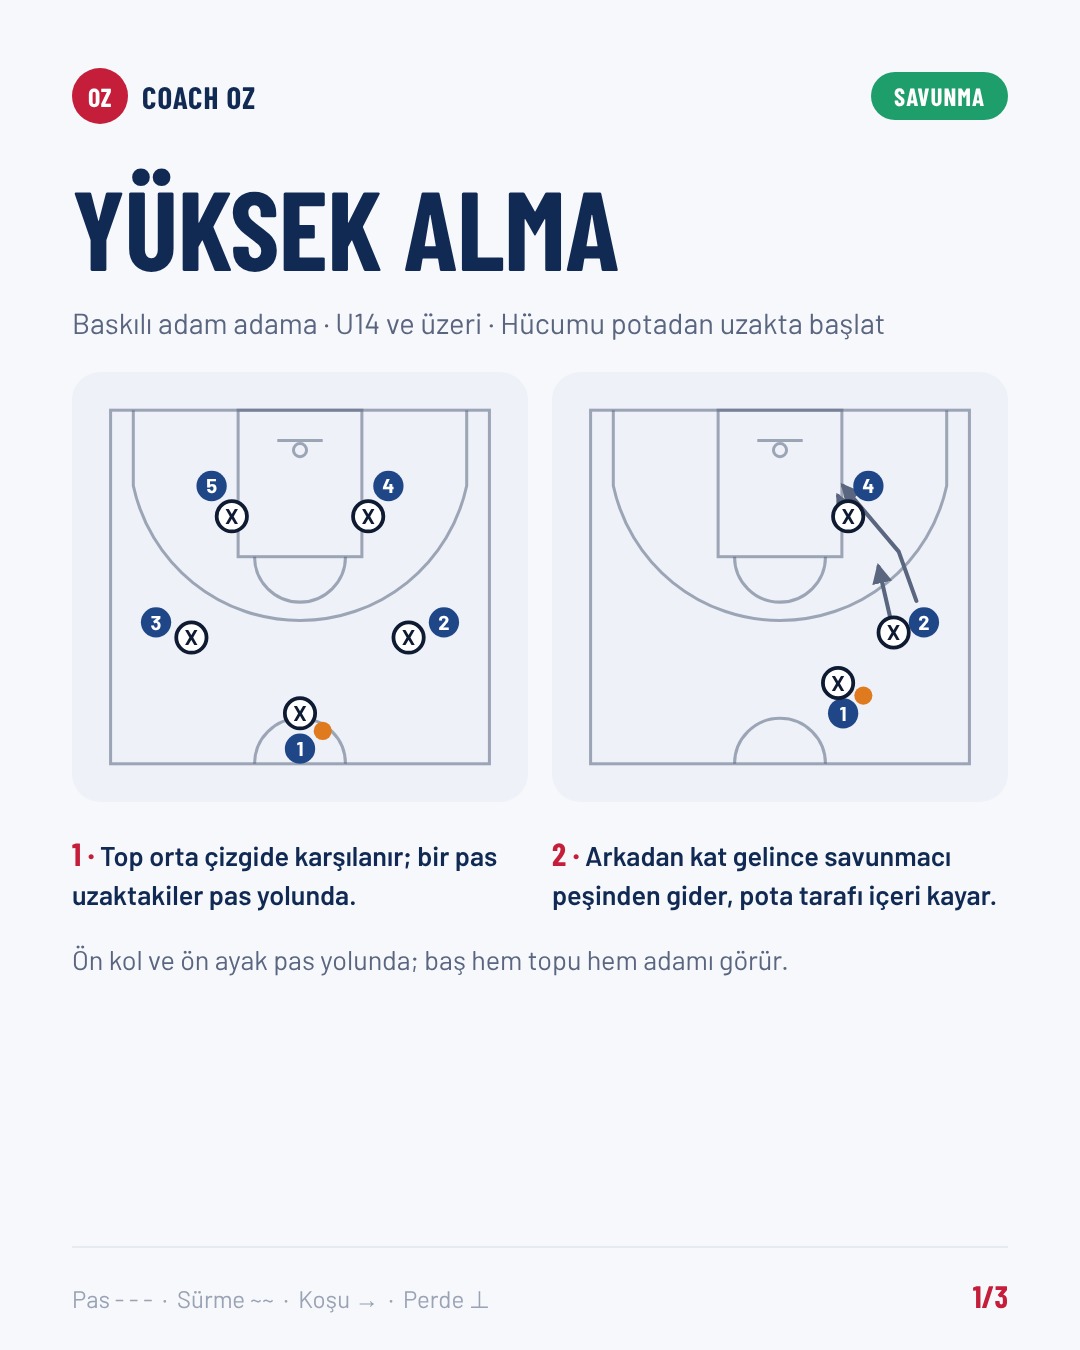 OZ COACH OZ
SAVUNMA
YÜKSEK ALMA
Baskılı adam adama · U14 ve üzeri · Hücumu potadan uzakta başlat
5 4
X X
3 X X 2
X
1
4
X
X 2
X
1
1 · Top orta çizgide karşılanır; bir pas
uzaktakiler pas yolunda.
2 · Arkadan kat gelince savunmacı
peşinden gider, pota tarafı içeri kayar.
Ön kol ve ön ayak pas yolunda; baş hem topu hem adamı görür.
Pas - - - · Sürme ~~ · Koşu → · Perde ⊥
1/3